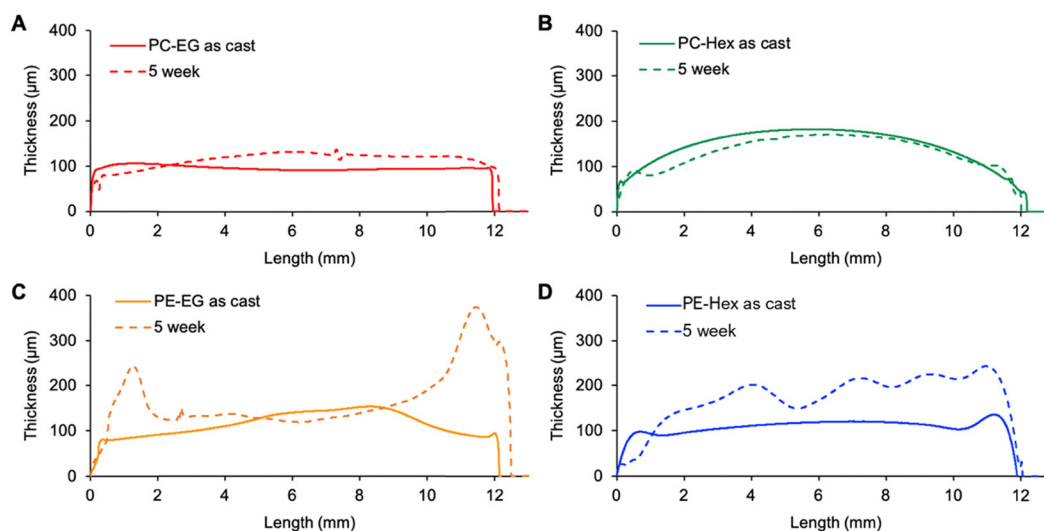 A
400
300
200
100
0
Thickness (μm)
PC-EG as cast
5 week
0 2 4 6 8 10 12
Length (mm)
B
400
300
200
100
0
Thickness (μm)
PC-Hex as cast
5 week
0 2 4 6 8 10 12
Length (mm)
C
400
300
200
100
0
Thickness (μm)
PE-EG as cast
5 week
0 2 4 6 8 10 12
Length (mm)
D
400
300
200
100
0
Thickness (μm)
PE-Hex as cast
5 week
0 2 4 6 8 10 12
Length (mm)